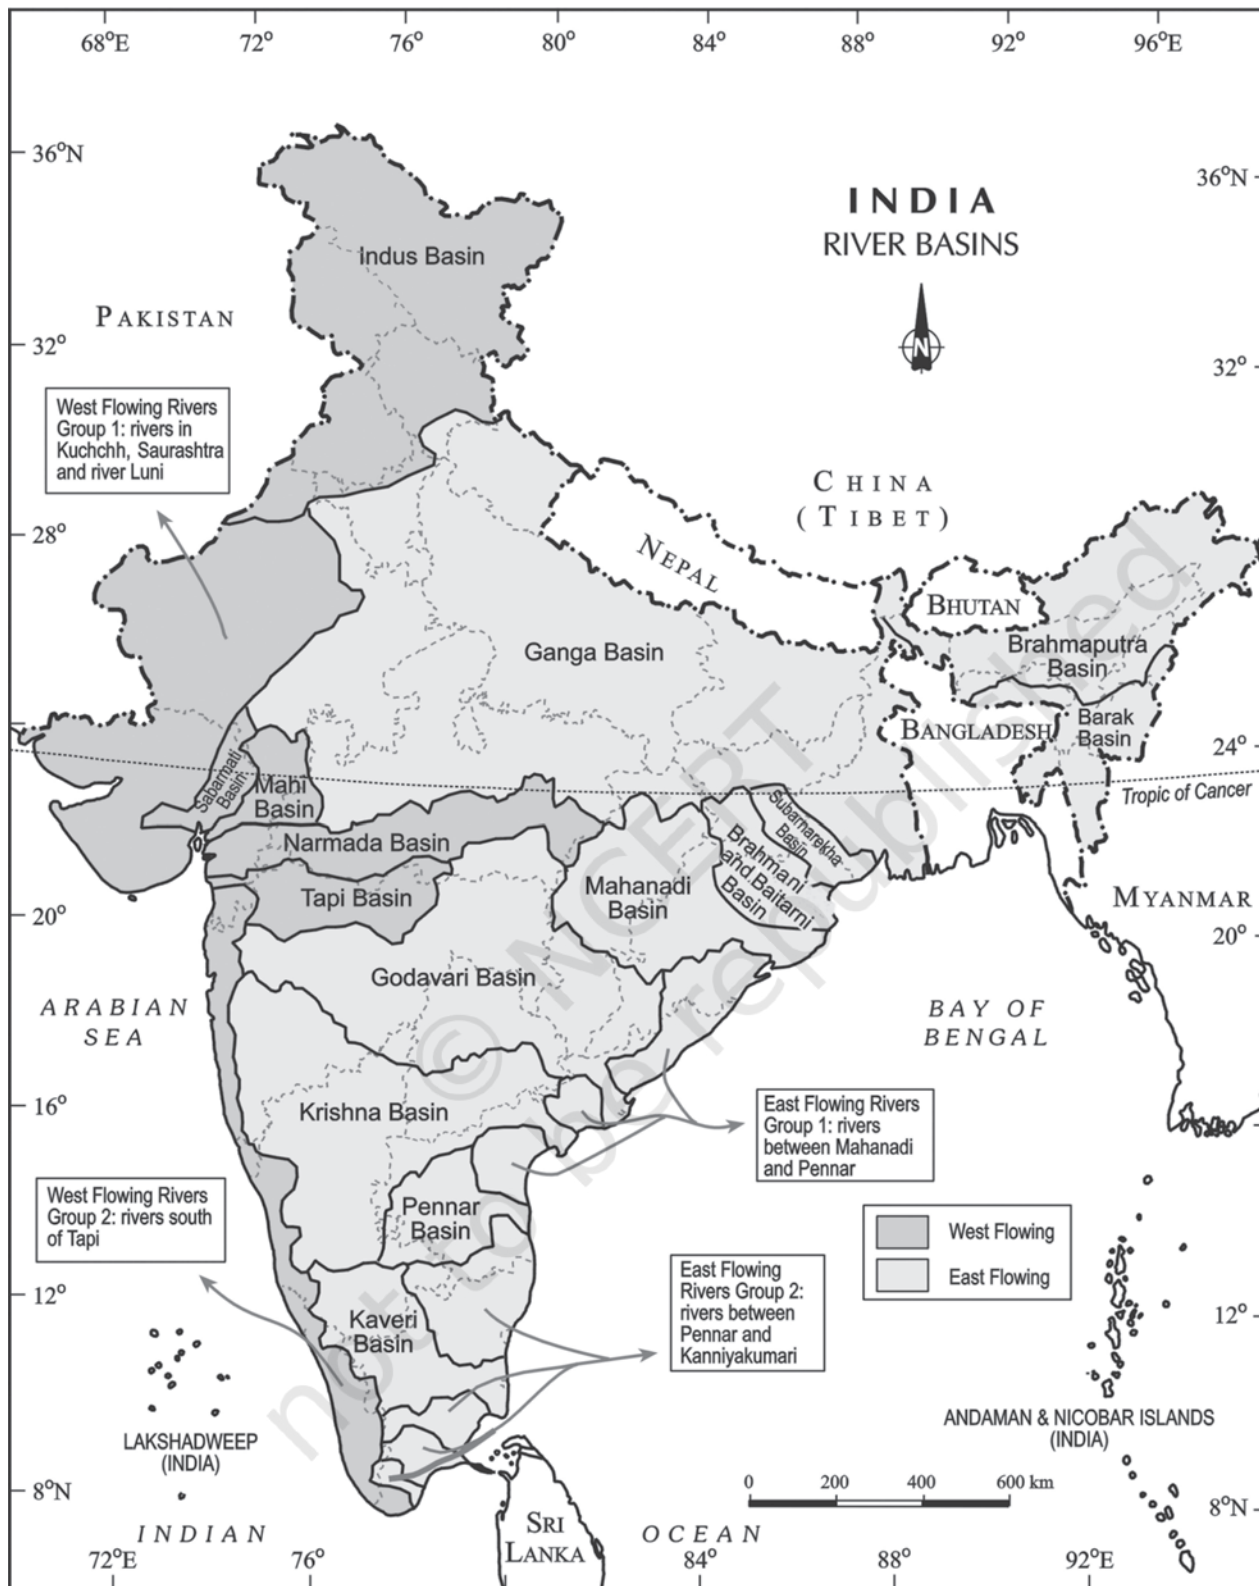 68°E 72° 76° 80° 84° 88° 92° 96°E
36°N
36°N
INDIA
RIVER BASINS
N
Indus Basin
PAKISTAN
32°
32°
West Flowing Rivers
Group 1: rivers in
Kuchchh, Saurashtra
and river Luni
CHINA
(TIBET)
28°
NEPAL
BHUTAN
Brahmaputra
Basin
Ganga Basin
BANGLADESH
Barak
Basin
24°
Sabarmati
Basin
Mahi
Basin
Tropic of Cancer
Subarnarekha
Basin
Narmada Basin
Brahmani
and Baitarni
Basin
Tapi Basin
Mahanadi
Basin
MYANMAR
20°
20°
Godavari Basin
ARABIAN
SEA
BAY OF
BENGAL
16°
Krishna Basin
East Flowing Rivers
Group 1: rivers
between Mahanadi
and Pennar
West Flowing Rivers
Group 2: rivers south
of Tapi
Pennar
Basin
West Flowing
East Flowing
East Flowing
Rivers Group 2:
rivers between
Pennar and
Kanniyakumari
12°
12°
Kaveri
Basin
LAKSHADWEEP
(INDIA)
ANDAMAN & NICOBAR ISLANDS
(INDIA)
0 200 400 600 km
8°N
8°N
INDIAN
OCEAN
SRI
LANKA
72°E 76° 84° 88° 92°E
© NCERT
not to be republished